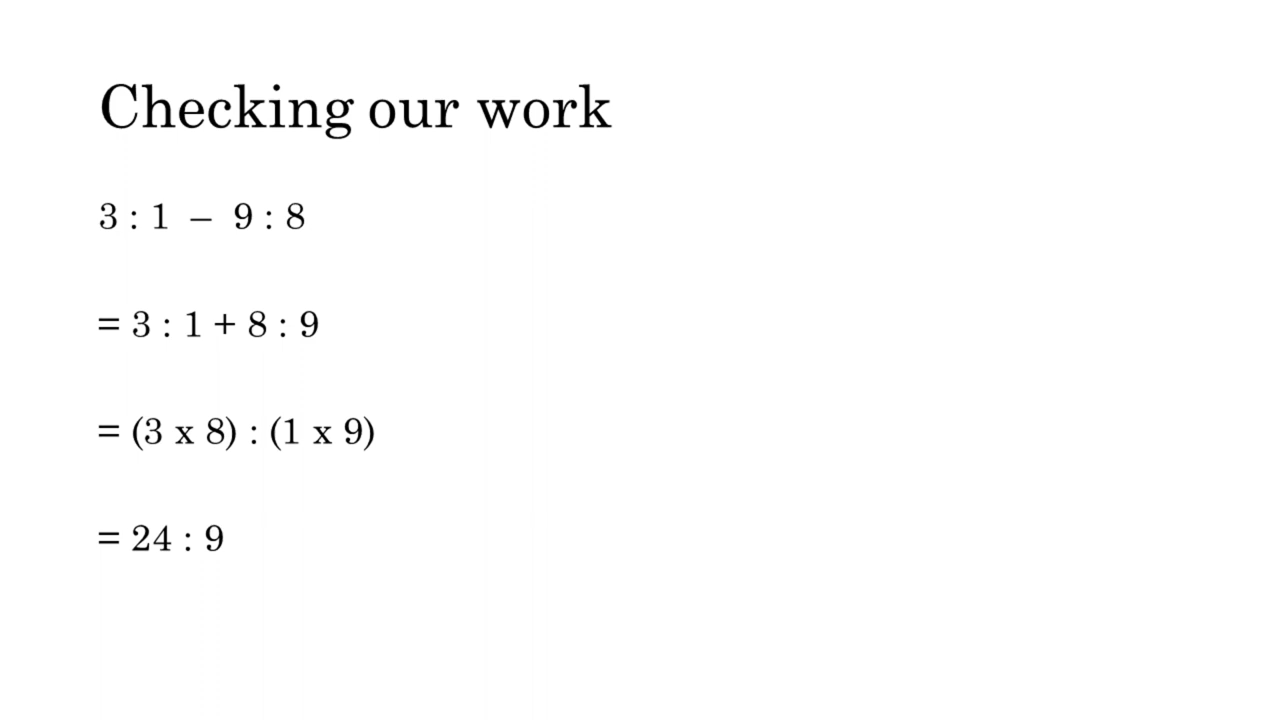 Checking our work
3 : 1 – 9 : 8
= 3 : 1 + 8 : 9
= (3 x 8) : (1 x 9)
= 24 : 9